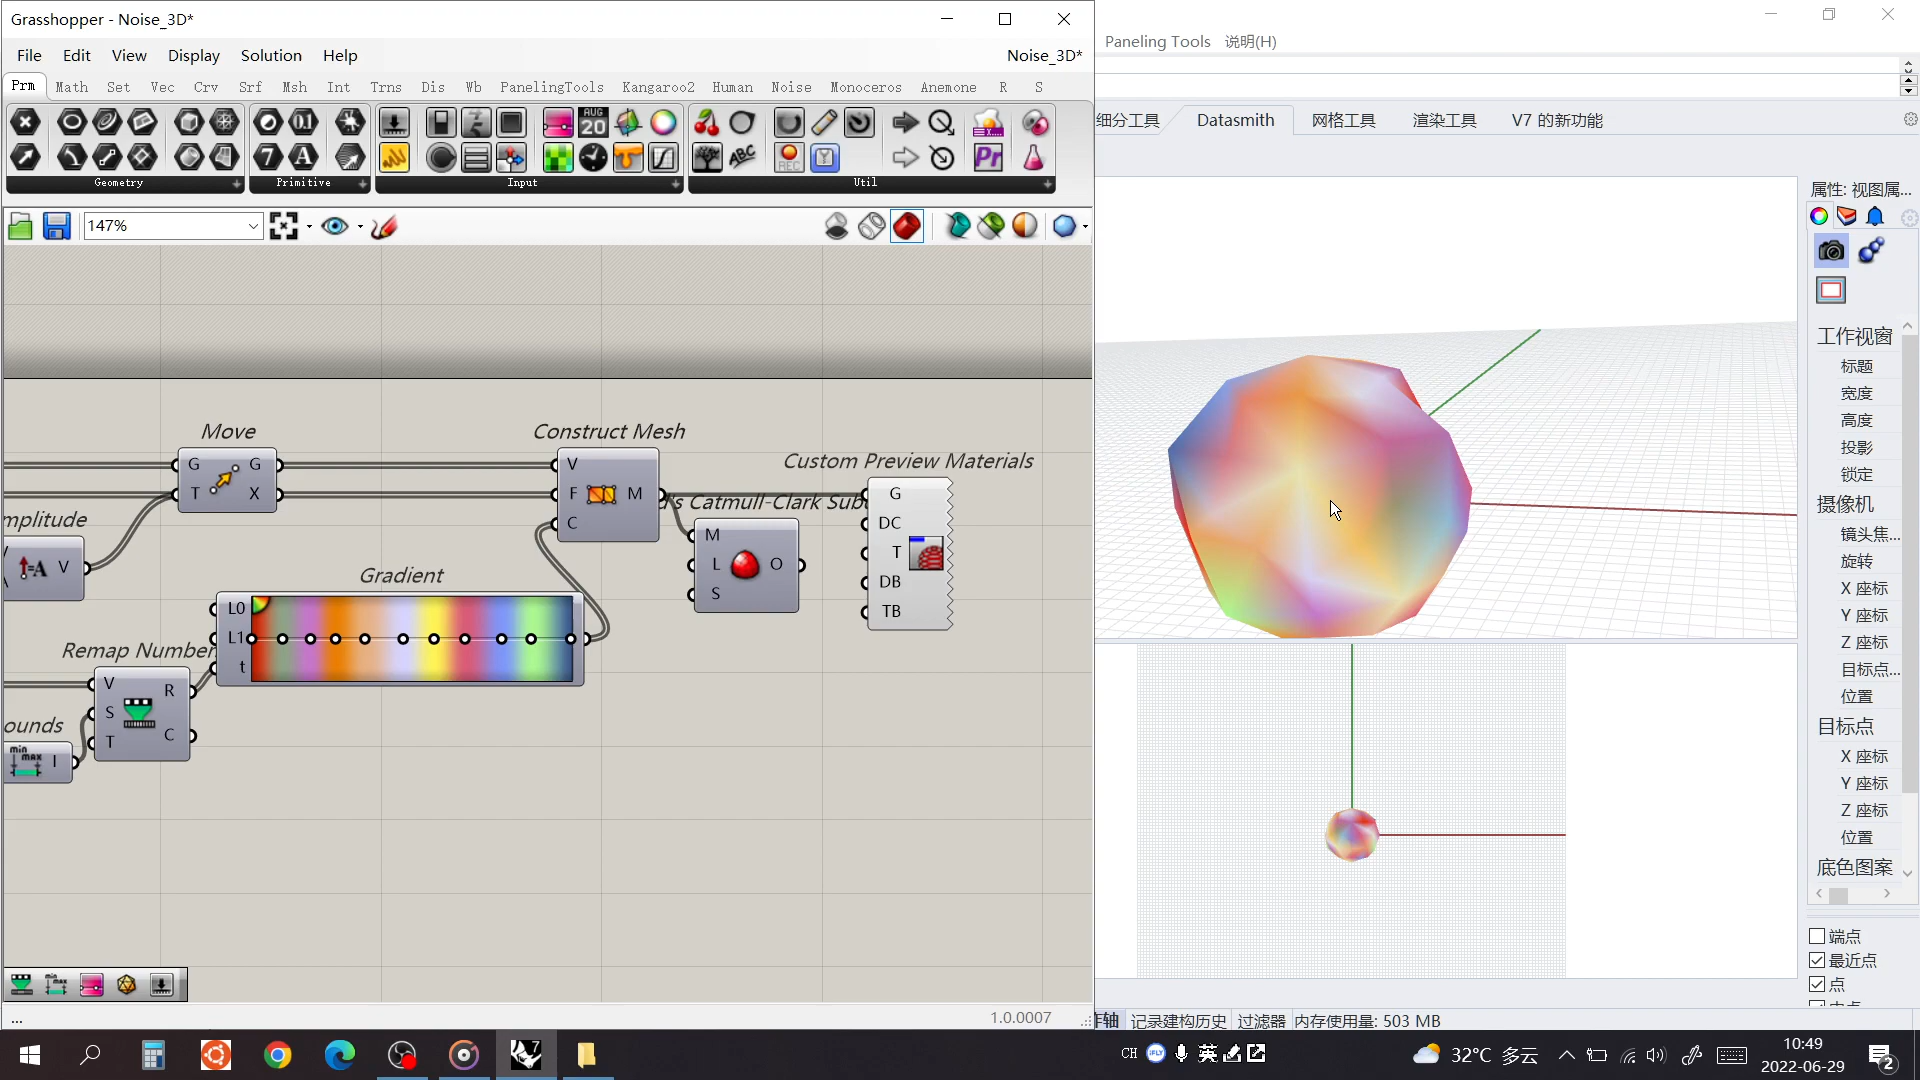 Grasshopper - Noise_3D*
File Edit View Display Solution Help Noise_3D*
Prm Math Set Vec Crv Srf Msh Int Trns Dis Wb PanelingTools Kangaroo2 Human Noise Monoceros Anemone R S
Geometry Primitive Input Util
147%
Paneling Tools 说明(H)
细分工具 Datasmith 网格工具 渲染工具 V7 的新功能
Move
G G
T X
mplitude
V
Construct Mesh
V
F M
C
's Catmull-Clark Sub
M
L O
S
Custom Preview Materials
G
DC
T
DB
TB
Gradient
L0
L1
t
Remap Number
V R
S
T C
ounds
I
属性: 视图属...
工作视窗
标题
宽度
高度
投影
锁定
摄像机
镜头焦...
旋转
X 座标
Y 座标
Z 座标
目标点...
位置
目标点
X 座标
Y 座标
Z 座标
位置
底色图案
端点
最近点
点
...
1.0.0007
作轴 记录建构历史 过滤器 内存使用量: 503 MB
CH 英
32°C 多云
10:49
2022-06-29
2